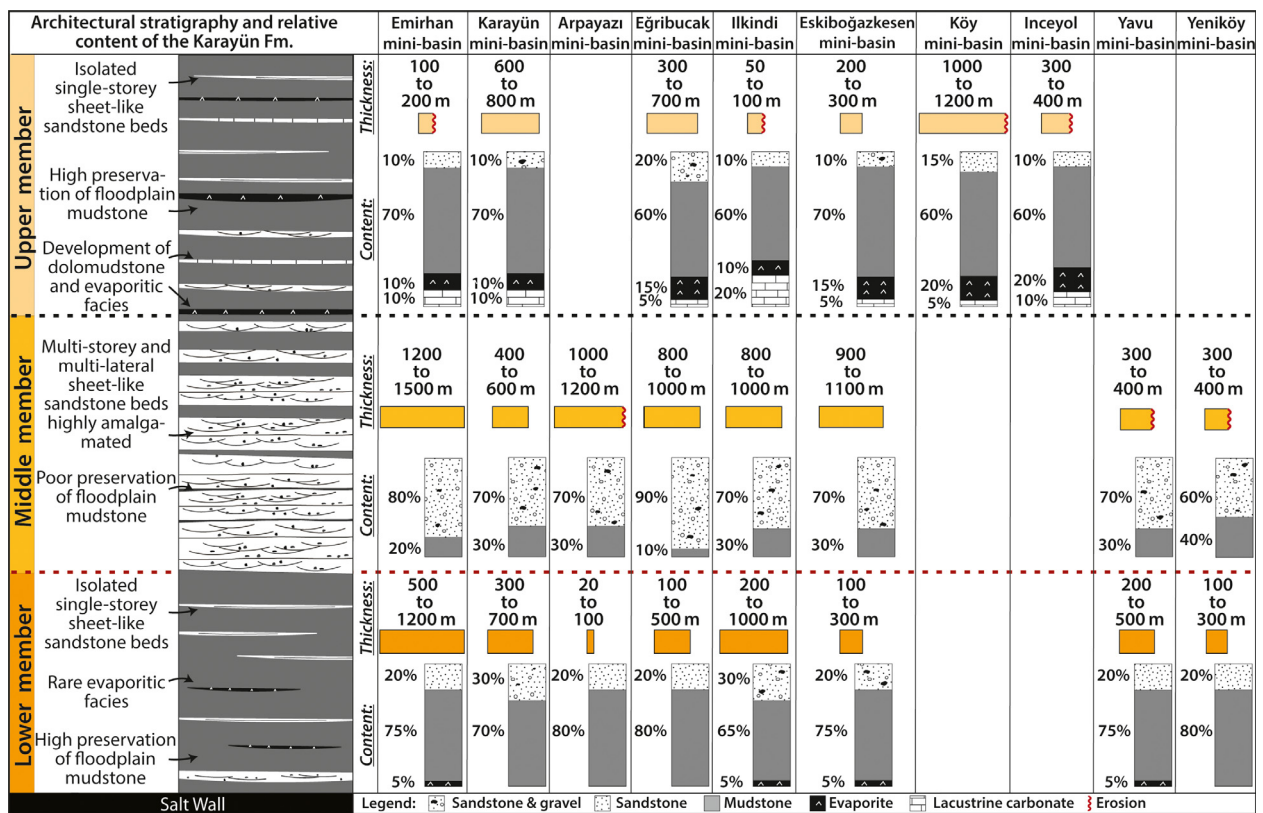 Architectural stratigraphy and relative
content of the Karayün Fm.
Emirhan
mini-basin
Karayün
mini-basin
Arpayazı
mini-basin
Eğribucak
mini-basin
Ilkindi
mini-basin
Eskiboğazkesen
mini-basin
Köy
mini-basin
Inceyol
mini-basin
Yavu
mini-basin
Yeniköy
mini-basin
Upper member
Isolated
single-storey
sheet-like
sandstone beds
High preserva-
tion of floodplain
mudstone
Development of
dolomudstone
and evaporitic
facies
Thickness:
100
to
200 m
600
to
800 m
300
to
700 m
50
to
100 m
200
to
300 m
1000
to
1200 m
300
to
400 m
Content:
10%
70%
10%
10%
10%
70%
10%
10%
20%
60%
15%
5%
10%
60%
10%
20%
10%
70%
15%
5%
15%
60%
20%
5%
10%
60%
20%
10%
Middle member
Multi-storey and
multi-lateral
sheet-like
sandstone beds
highly amalga-
mated
Poor preservation
of floodplain
mudstone
Thickness:
1200
to
1500 m
400
to
600 m
1000
to
1200 m
800
to
1000 m
800
to
1000 m
900
to
1100 m
300
to
400 m
300
to
400 m
Content:
80%
20%
70%
30%
70%
30%
90%
10%
70%
30%
70%
30%
70%
30%
60%
40%
Lower member
Isolated
single-storey
sheet-like
sandstone beds
Rare evaporitic
facies
High preservation
of floodplain
mudstone
Thickness:
500
to
1200 m
300
to
700 m
20
to
100
100
to
500 m
200
to
1000 m
100
to
300 m
200
to
500 m
100
to
300 m
Content:
20%
75%
5%
30%
70%
20%
80%
20%
80%
30%
65%
5%
20%
75%
5%
20%
75%
5%
20%
80%
Salt Wall
Legend: Sandstone & gravel Sandstone Mudstone Evaporite Lacustrine carbonate Erosion